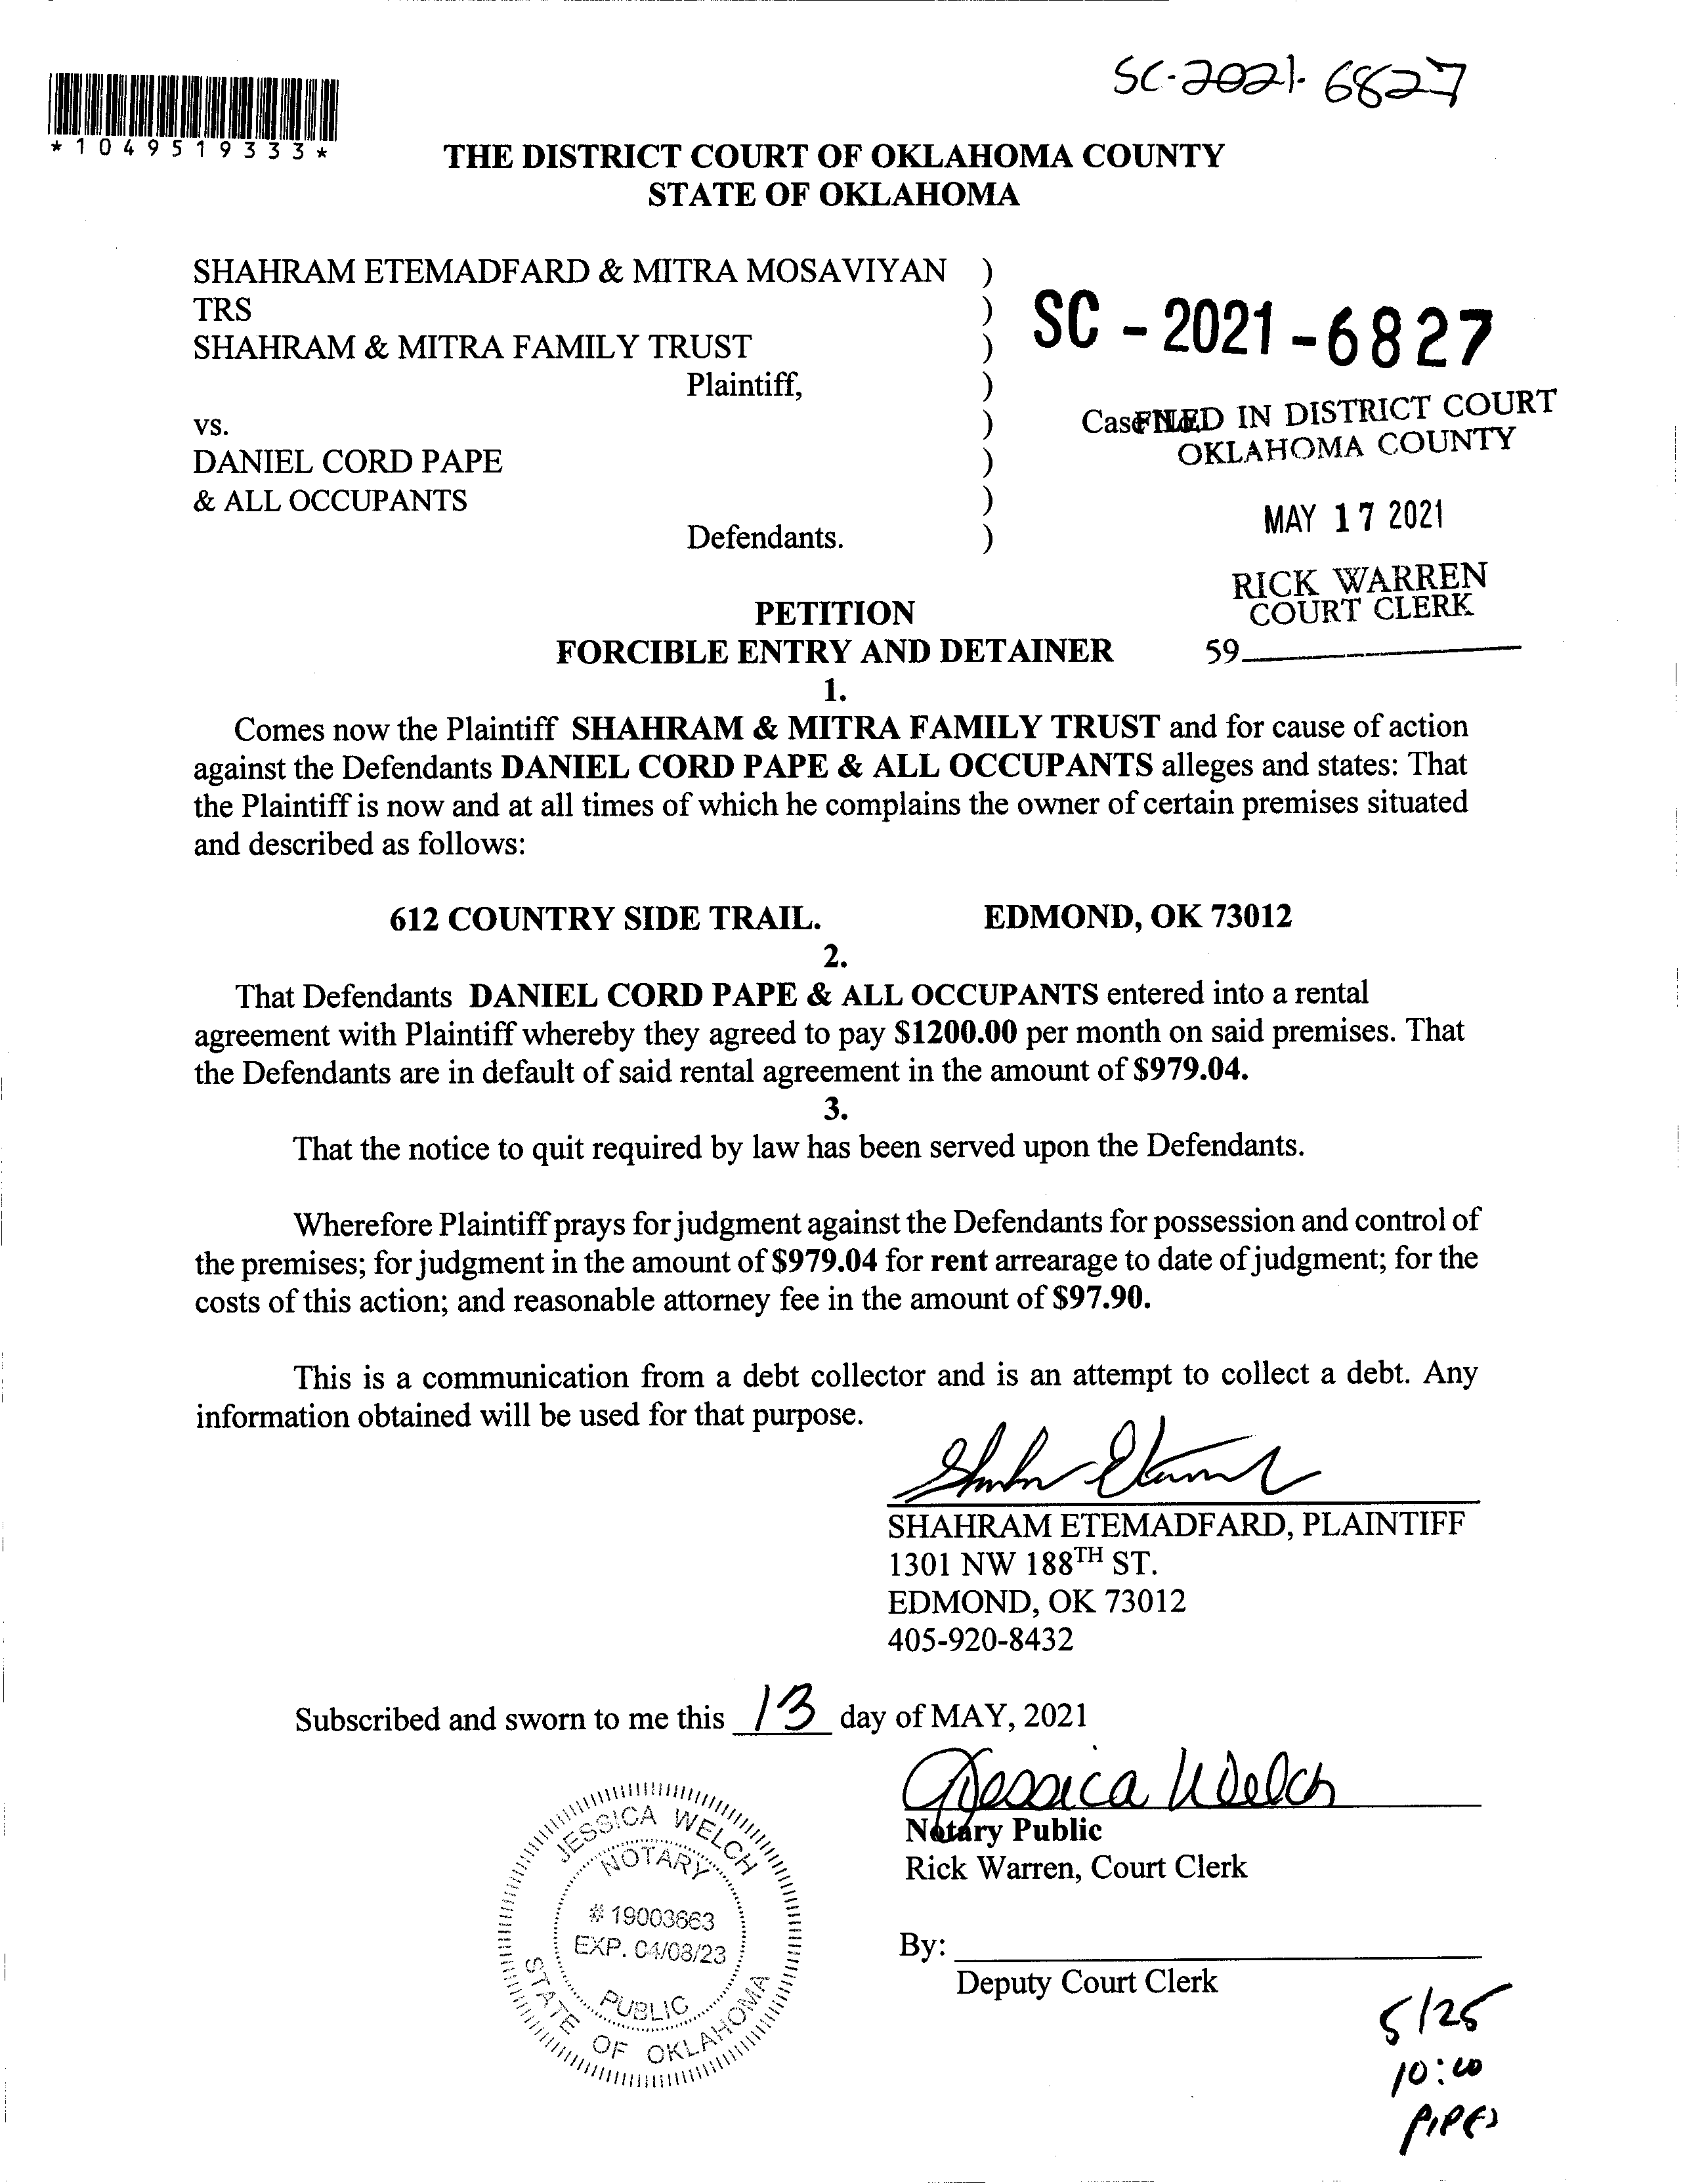 SC-2021-6827
*1049519333*
THE DISTRICT COURT OF OKLAHOMA COUNTY
STATE OF OKLAHOMA
SHAHRAM ETEMADFARD & MITRA MOSAVIYAN )
TRS )
SHAHRAM & MITRA FAMILY TRUST )
Plaintiff, )
vs. )
DANIEL CORD PAPE )
& ALL OCCUPANTS )
Defendants. )
SC-2021-6827
FILED IN DISTRICT COURT
OKLAHOMA COUNTY
MAY 17 2021
RICK WARREN
COURT CLERK
59
PETITION
FORCIBLE ENTRY AND DETAINER
1.
Comes now the Plaintiff SHAHRAM & MITRA FAMILY TRUST and for cause of action
against the Defendants DANIEL CORD PAPE & ALL OCCUPANTS alleges and states: That
the Plaintiff is now and at all times of which he complains the owner of certain premises situated
and described as follows:
612 COUNTRY SIDE TRAIL. EDMOND, OK 73012
2.
That Defendants DANIEL CORD PAPE & ALL OCCUPANTS entered into a rental
agreement with Plaintiff whereby they agreed to pay $1200.00 per month on said premises. That
the Defendants are in default of said rental agreement in the amount of $979.04.
3.
That the notice to quit required by law has been served upon the Defendants.
Wherefore Plaintiff prays for judgment against the Defendants for possession and control of
the premises; for judgment in the amount of $979.04 for rent arrearage to date of judgment; for the
costs of this action; and reasonable attorney fee in the amount of $97.90.
This is a communication from a debt collector and is an attempt to collect a debt. Any
information obtained will be used for that purpose.
SHAHRAM ETEMADFARD, PLAINTIFF
1301 NW 188TH ST.
EDMOND, OK 73012
405-920-8432
Subscribed and sworn to me this 13 day of MAY, 2021
Jessica Welch
Notary Public
Rick Warren, Court Clerk
By:
Deputy Court Clerk
JESSICA WELCH
NOTARY
# 19003663
EXP. 04/08/23
PUBLIC
STATE OF OKLAHOMA
5/25
10:00